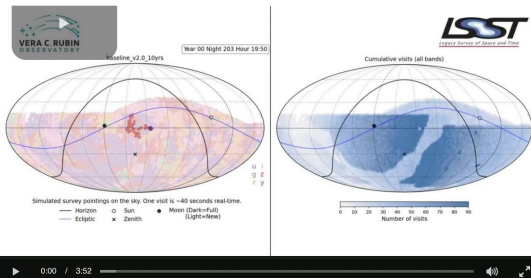 VERA C. RUBIN
OBSERVATORY
baseline_v2.0_10yrs
Year 00 Night 203 Hour 19:50
u i
g z
r y
Simulated survey pointings on the sky. One visit is ~40 seconds real-time.
Horizon
Sun
Moon (Dark=Full)
(Light=New)
Ecliptic
Zenith
LSST
Legacy Survey of Space and Time
Cumulative visits (all bands)
0 10 20 30 40 50 60 70 80 90
Number of visits
0:00 / 3:52